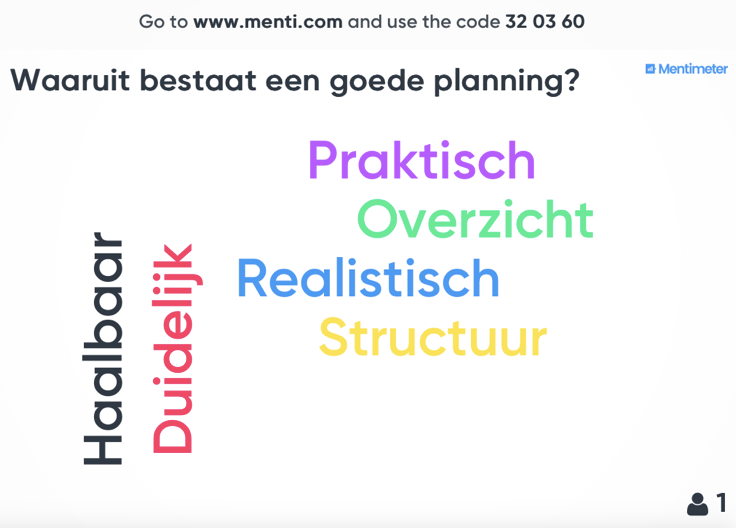 Go to www.menti.com and use the code 32 03 60
Waaruit bestaat een goede planning?
Mentimeter
Praktisch
Overzicht
Realistisch
Structuur
Haalbaar
Duidelijk
1